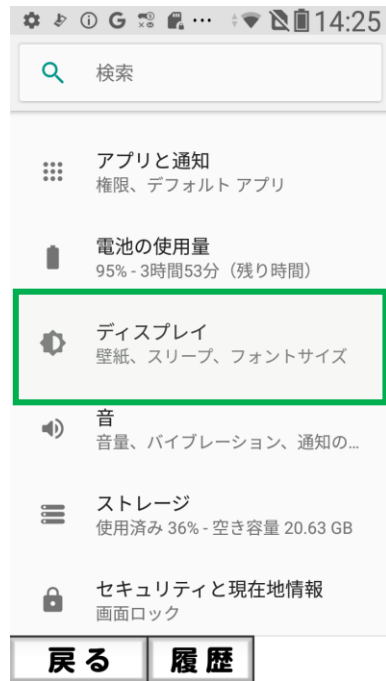 14:25
検索
アプリと通知
権限、デフォルト アプリ
電池の使用量
95% - 3時間53分（残り時間）
ディスプレイ
壁紙、スリープ、フォントサイズ
音
音量、バイブレーション、通知の...
ストレージ
使用済み 36% - 空き容量 20.63 GB
セキュリティと現在地情報
画面ロック
戻る 履歴